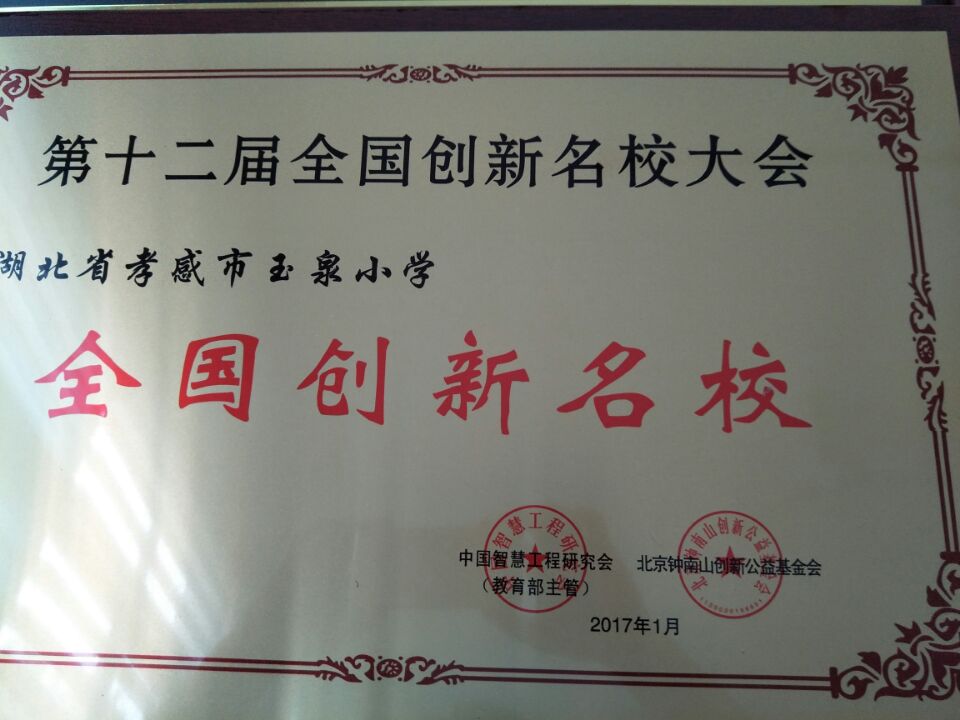 第十二届全国创新名校大会
湖北省孝感市玉泉小学
全国创新名校
中国智慧工程研究会
（教育部主管）
北京钟南山创新公益基金会
2017年1月